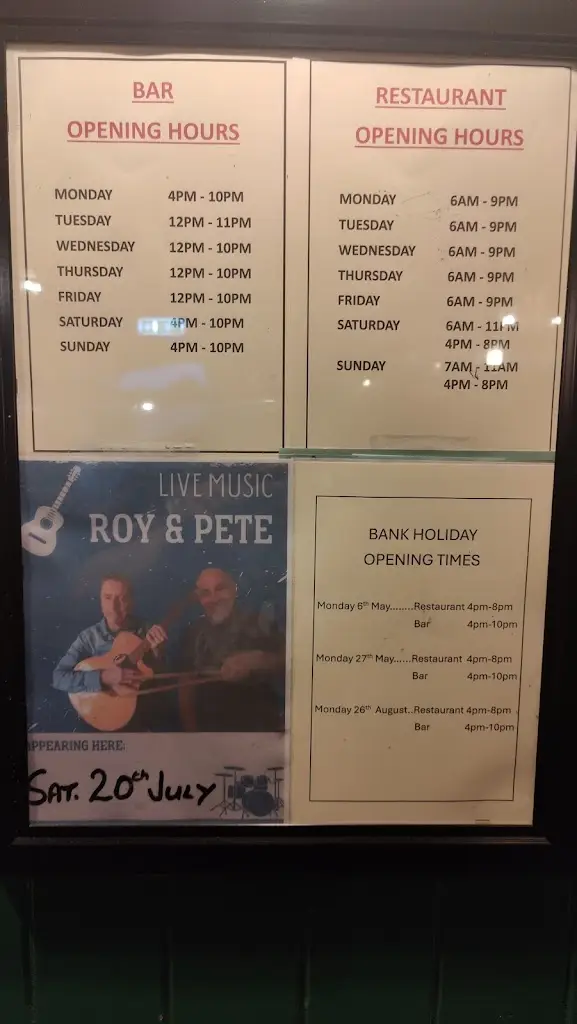 BAR
OPENING HOURS
MONDAY 4PM - 10PM
TUESDAY 12PM - 11PM
WEDNESDAY 12PM - 10PM
THURSDAY 12PM - 10PM
FRIDAY 12PM - 10PM
SATURDAY 4PM - 10PM
SUNDAY 4PM - 10PM
RESTAURANT
OPENING HOURS
MONDAY 6AM - 9PM
TUESDAY 6AM - 9PM
WEDNESDAY 6AM - 9PM
THURSDAY 6AM - 9PM
FRIDAY 6AM - 9PM
SATURDAY 6AM - 11PM
4PM - 8PM
SUNDAY 7AM - 11AM
4PM - 8PM
LIVE MUSIC
ROY & PETE
APPEARING HERE:
SAT. 20th JULY
BANK HOLIDAY
OPENING TIMES
Monday 6th May........Restaurant 4pm-8pm
Bar 4pm-10pm
Monday 27th May......Restaurant 4pm-8pm
Bar 4pm-10pm
Monday 26th August..Restaurant 4pm-8pm
Bar 4pm-10pm